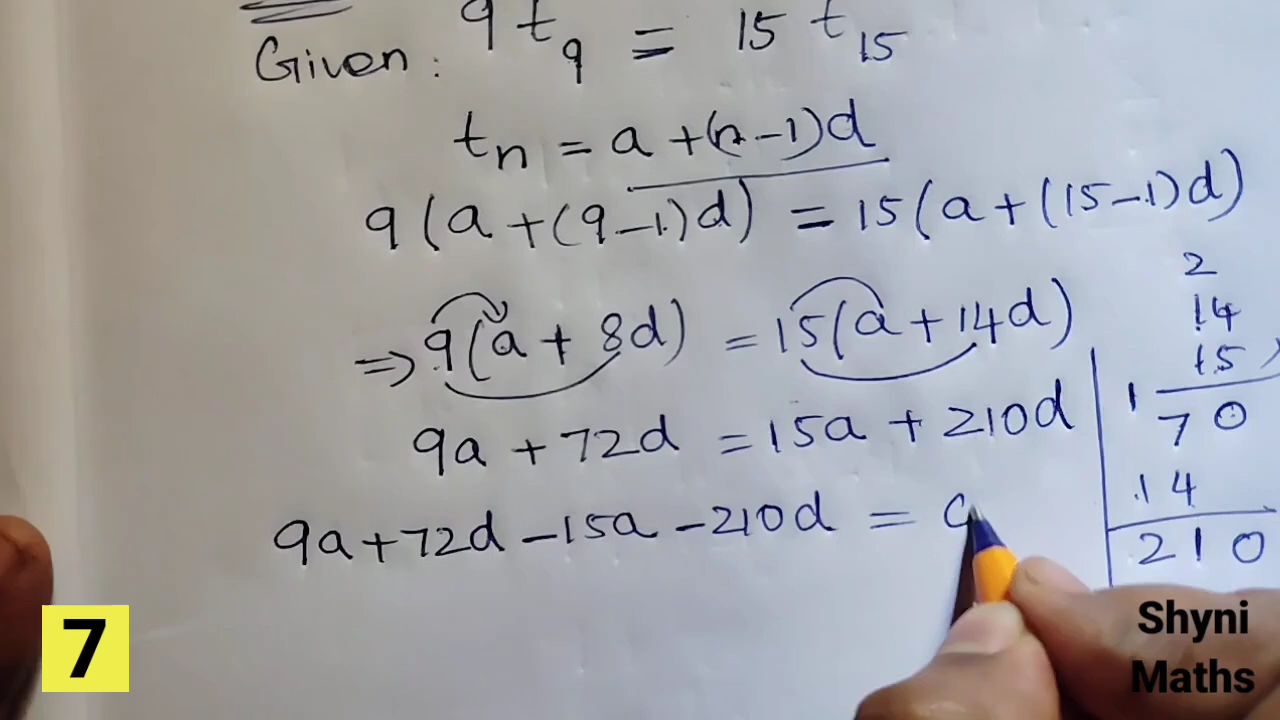 Given: 9 t₉ = 15 t₁₅
tₙ = a + (n-1)d
9 (a + (9-1)d) = 15 (a + (15-1)d)
⇒ 9(a + 8d) = 15(a + 14d)
9a + 72d = 15a + 210d
9a + 72d - 15a - 210d =
2
14
15
1
70
14
210
7
Shyni
Maths